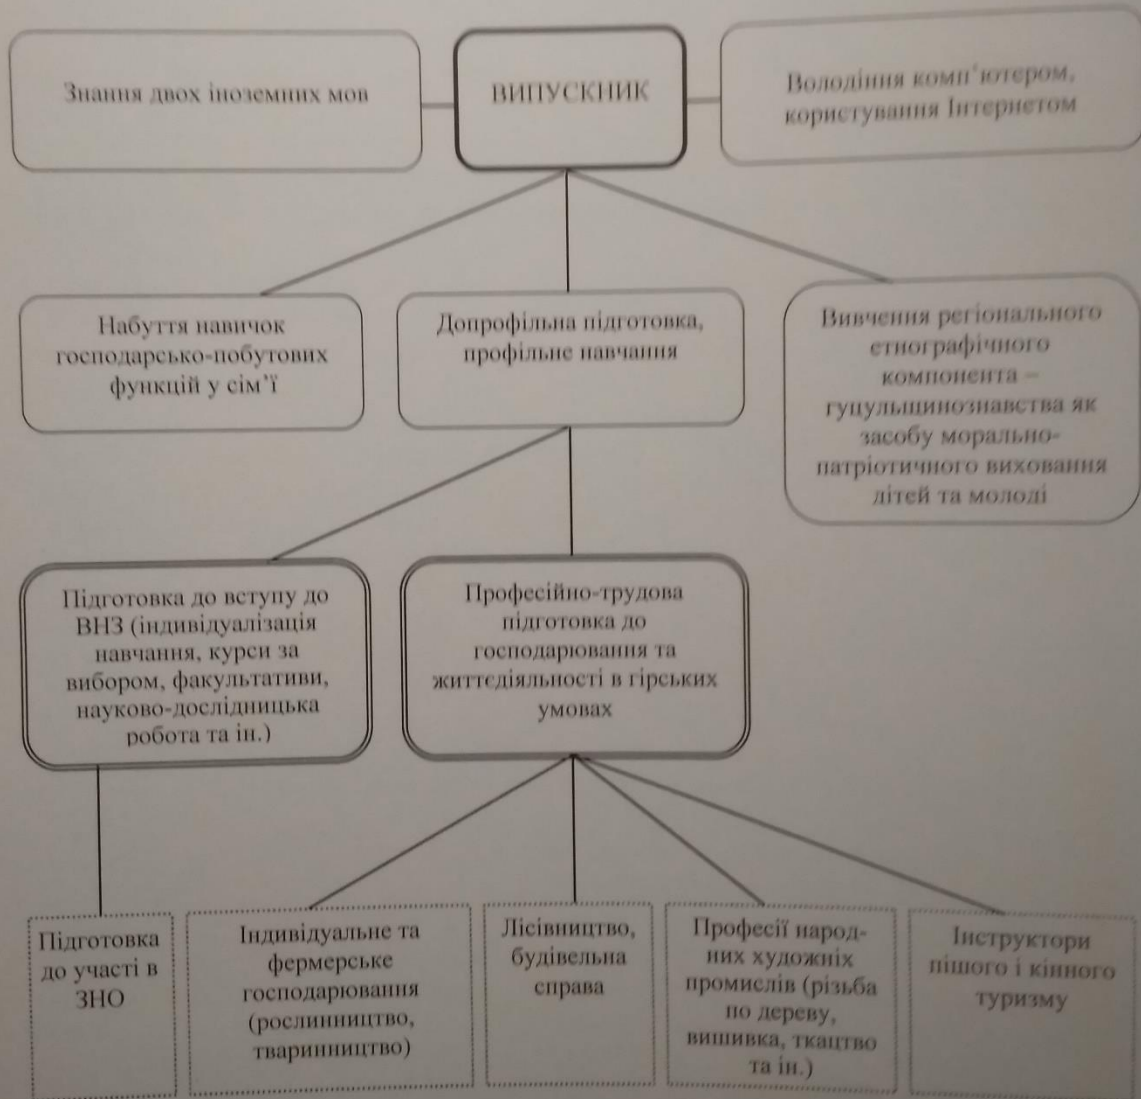 Знання двох іноземних мов
ВИПУСКНИК
Володіння комп'ютером,
користування Інтернетом
Набуття навичок
господарсько-побутових
функцій у сім'ї
Допрофільна підготовка,
профільне навчання
Вивчення регіонального
етнографічного
компонента –
гуцульщинознавства як
засобу морально-
патріотичного виховання
дітей та молоді
Підготовка до вступу до
ВНЗ (індивідуалізація
навчання, курси за
вибором, факультативи,
науково-дослідницька
робота та ін.)
Професійно-трудова
підготовка до
господарювання та
життєдіяльності в гірських
умовах
Підготовка
до участі в
ЗНО
Індивідуальне та
фермерське
господарювання
(рослинництво,
тваринництво)
Лісівництво,
будівельна
справа
Професії народ-
них художніх
промислів (різьба
по дереву,
вишивка, ткацтво
та ін.)
Інструктори
пішого і кінного
туризму